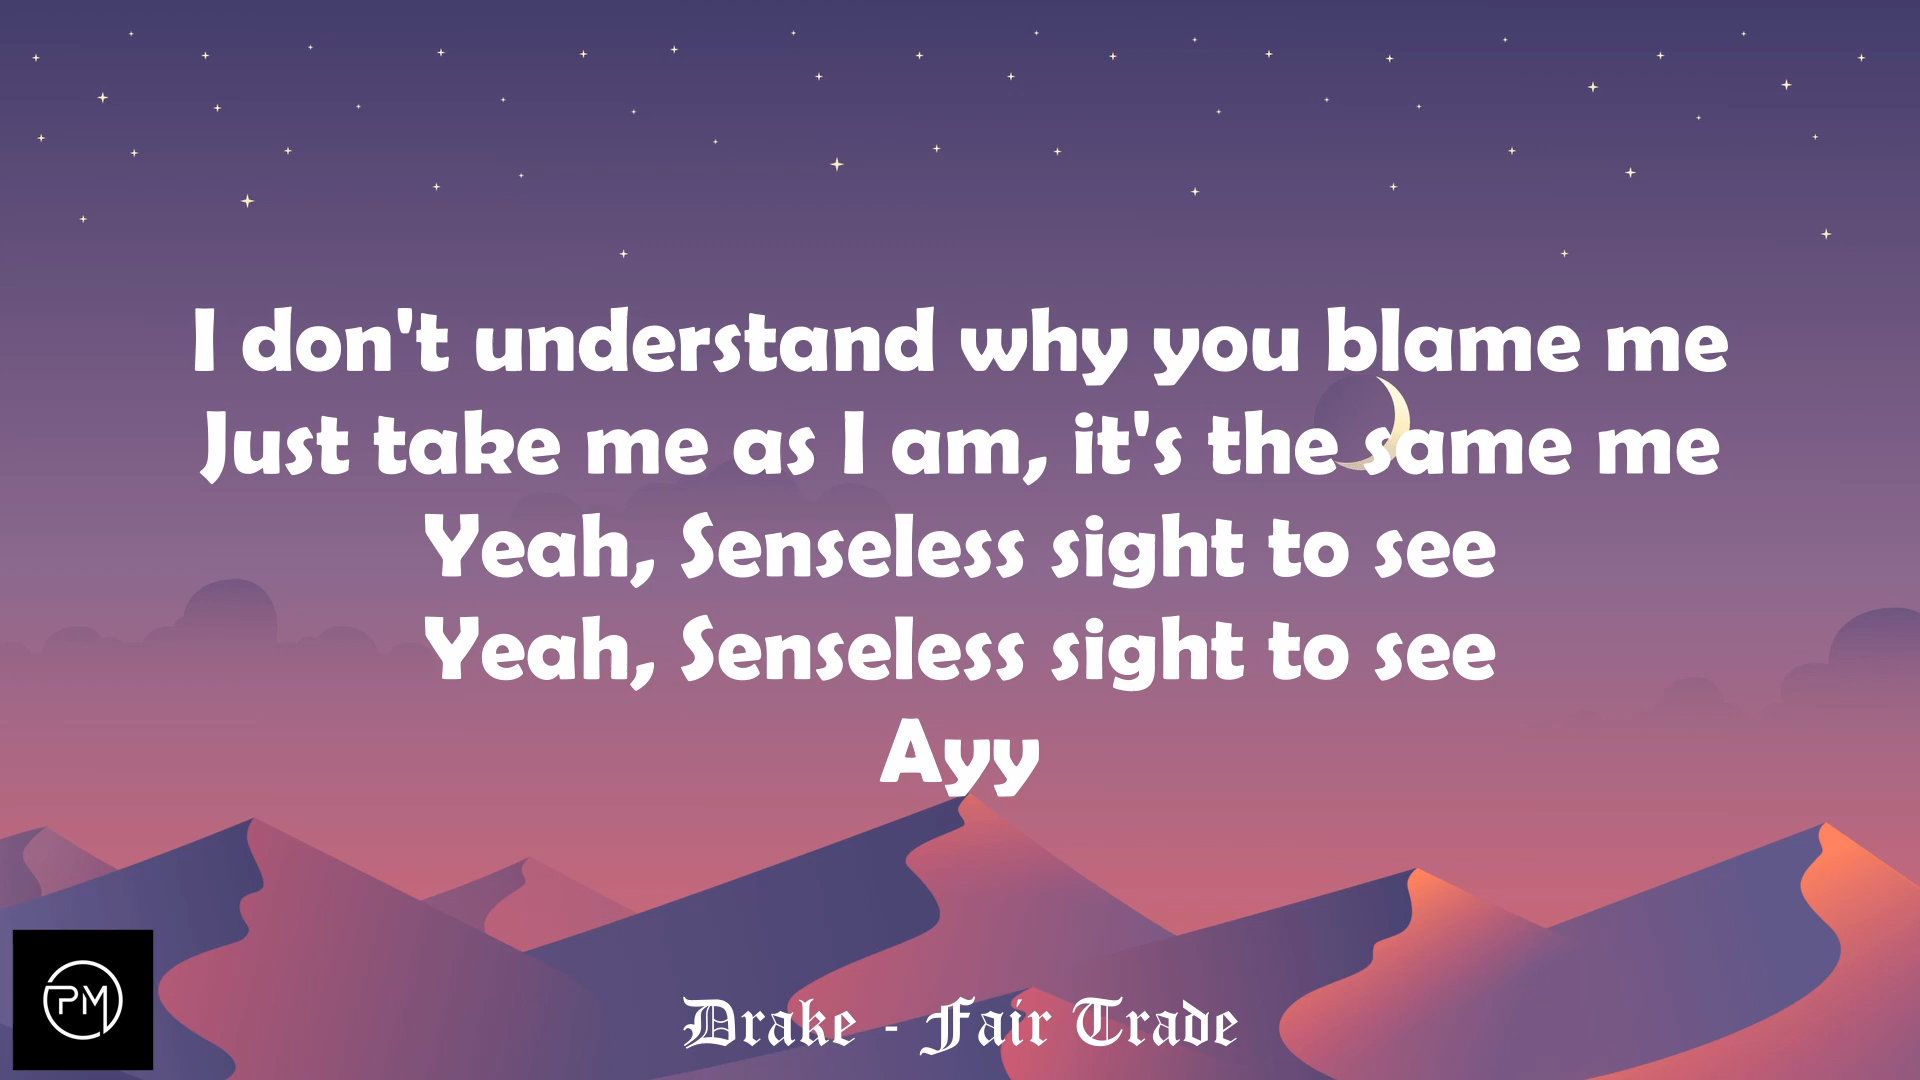 I don't understand why you blame me
Just take me as I am, it's the same me
Yeah, Senseless sight to see
Yeah, Senseless sight to see
Ayy
PM
Drake - Fair Trade